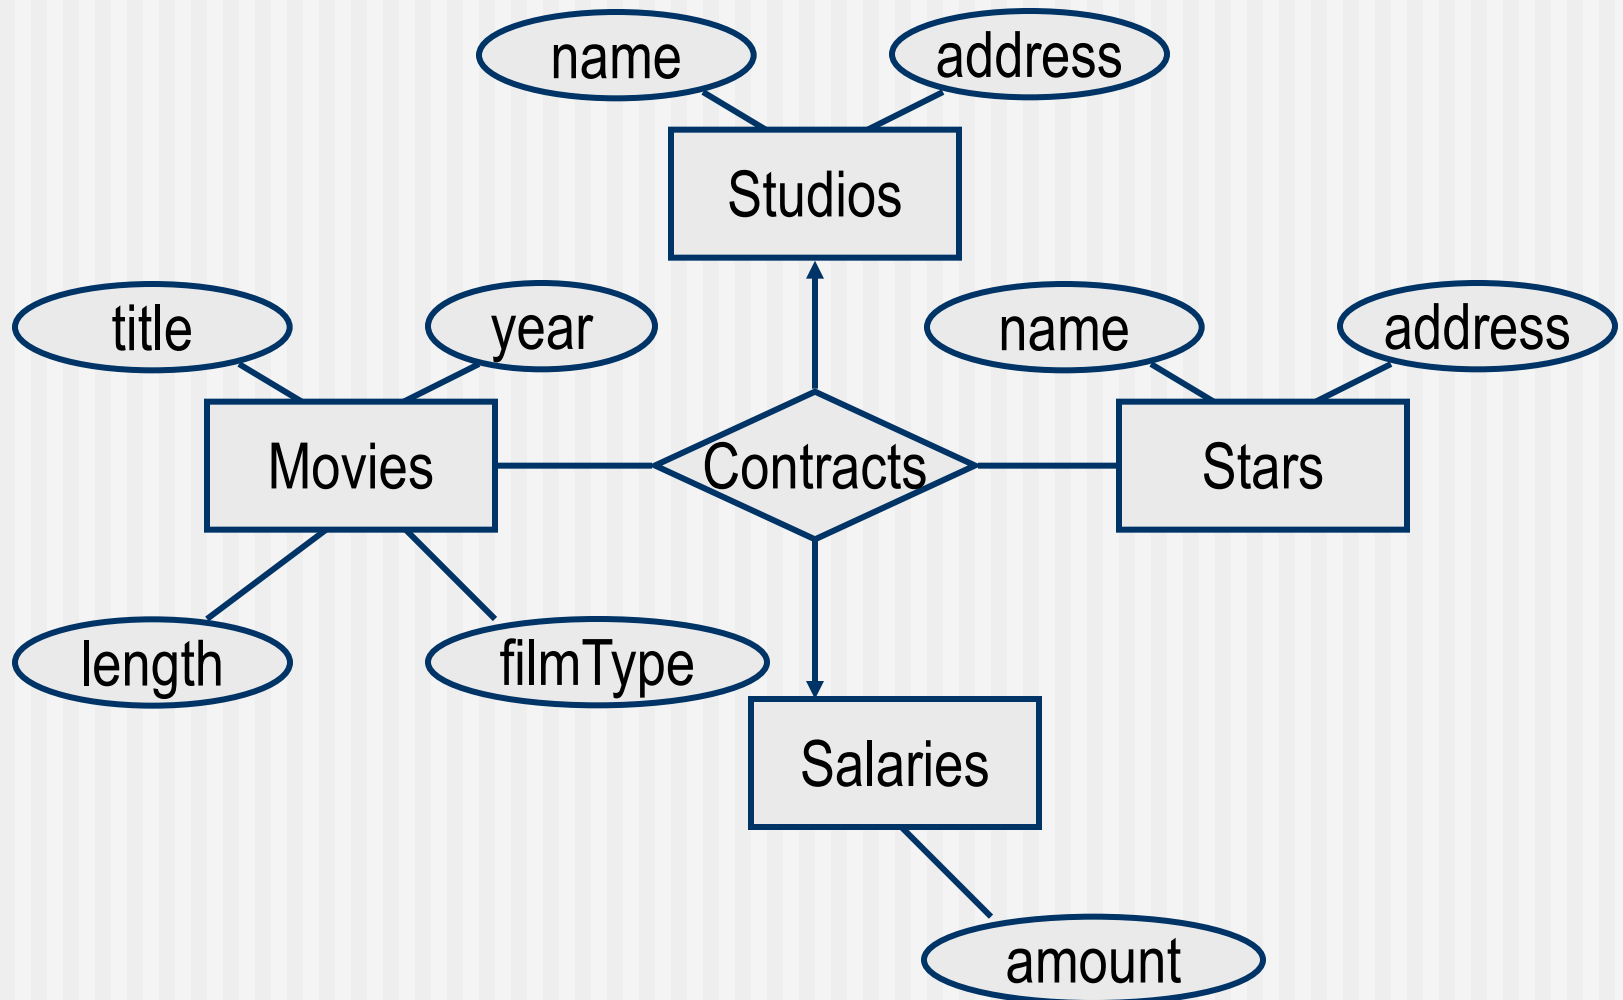 name
address
Studios
title
year
name
address
Movies
Contracts
Stars
length
filmType
Salaries
amount